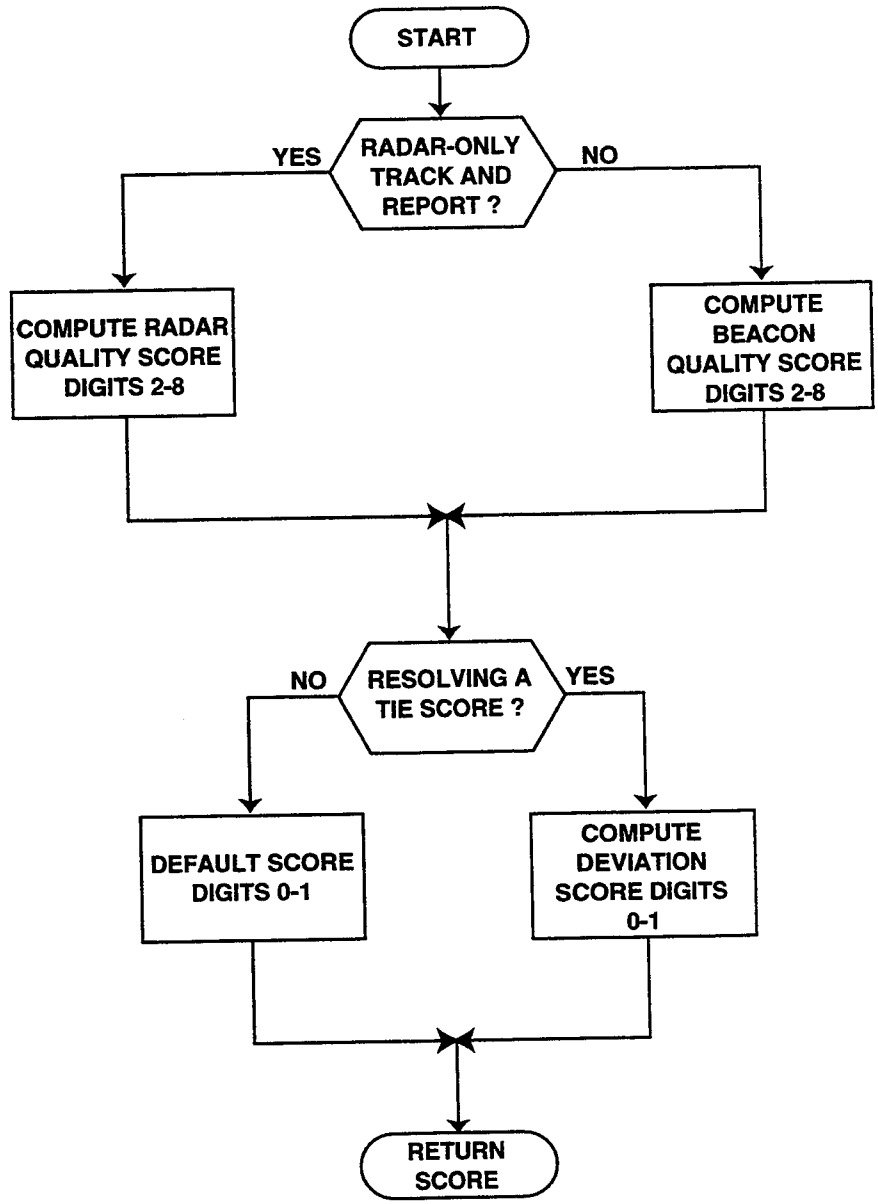 START
YES
RADAR-ONLY
TRACK AND
REPORT ?
NO
COMPUTE RADAR
QUALITY SCORE
DIGITS 2-8
COMPUTE
BEACON
QUALITY SCORE
DIGITS 2-8
NO
RESOLVING A
TIE SCORE ?
YES
DEFAULT SCORE
DIGITS 0-1
COMPUTE
DEVIATION
SCORE DIGITS
0-1
RETURN
SCORE